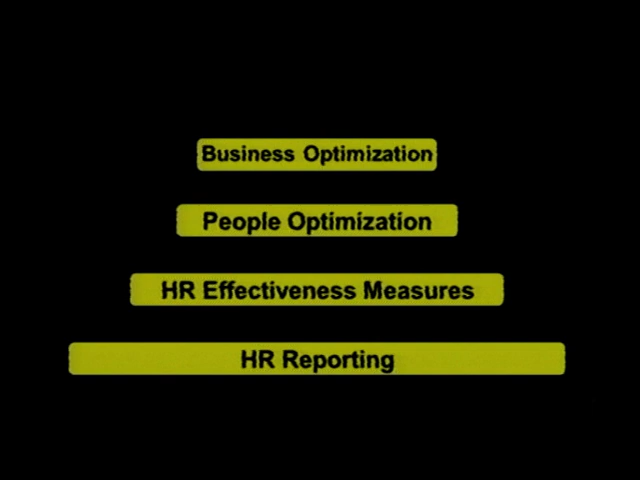 Business Optimization
People Optimization
HR Effectiveness Measures
HR Reporting